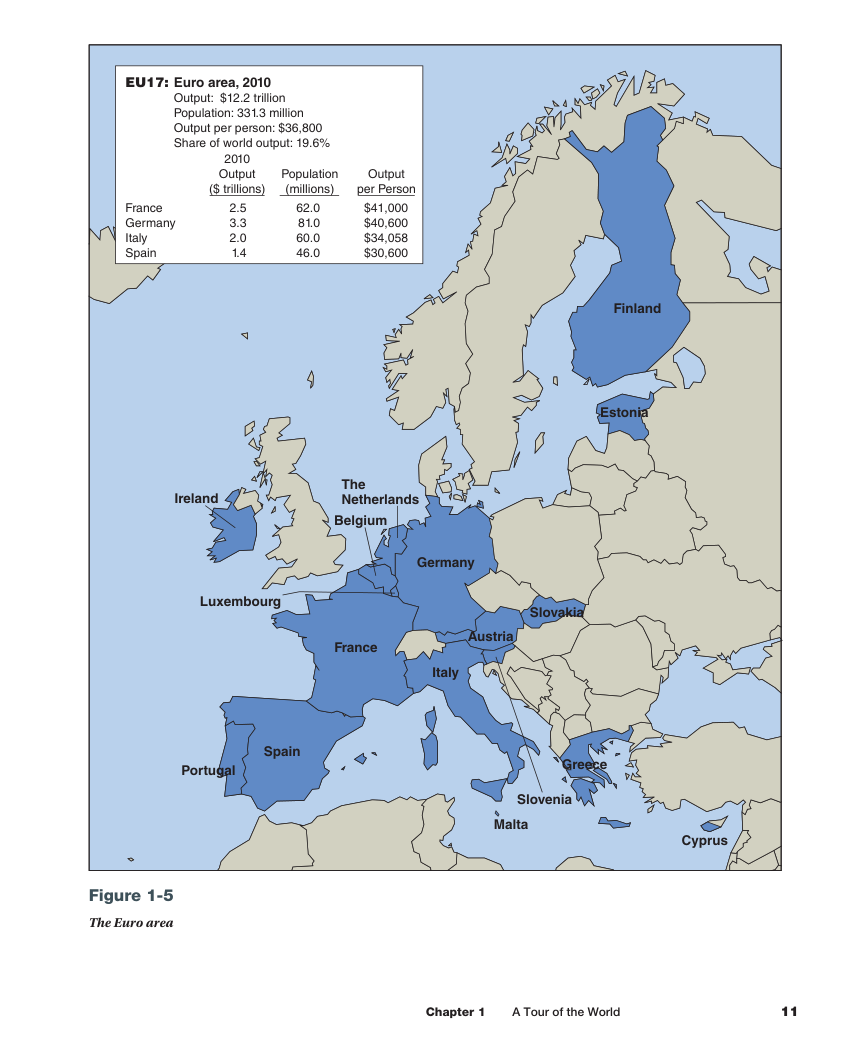 EU17: Euro area, 2010
Output: $12.2 trillion
Population: 331.3 million
Output per person: $36,800
Share of world output: 19.6%
2010
Output Population Output
($ trillions) (millions) per Person
France 2.5 62.0 $41,000
Germany 3.3 81.0 $40,600
Italy 2.0 60.0 $34,058
Spain 1.4 46.0 $30,600
Finland
Estonia
The
Netherlands
Ireland
Belgium
Germany
Luxembourg
Slovakia
Austria
France
Italy
Spain
Portugal
Greece
Slovenia
Malta
Cyprus
Figure 1-5
The Euro area
Chapter 1 A Tour of the World 11